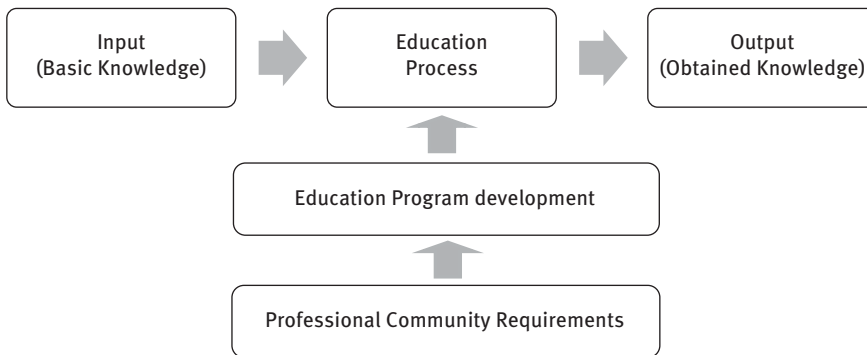 Input
(Basic Knowledge)
Education
Process
Output
(Obtained Knowledge)
Education Program development
Professional Community Requirements